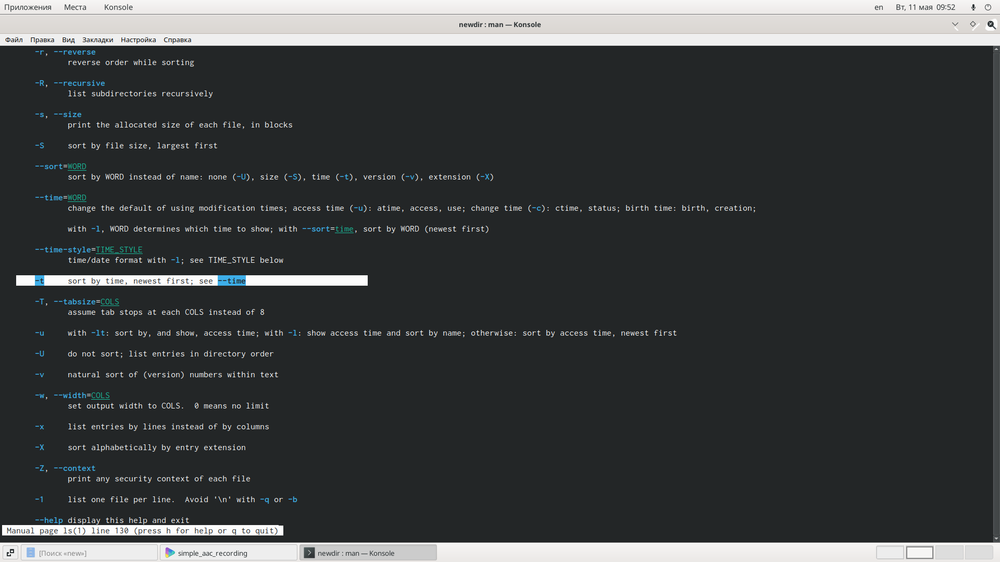 Приложения Места Konsole en Вт, 11 мая 09:52
newdir : man — Konsole
Файл Правка Вид Закладки Настройка Справка
-r, --reverse
reverse order while sorting
-R, --recursive
list subdirectories recursively
-s, --size
print the allocated size of each file, in blocks
-S sort by file size, largest first
--sort=WORD
sort by WORD instead of name: none (-U), size (-S), time (-t), version (-v), extension (-X)
--time=WORD
change the default of using modification times; access time (-u): atime, access, use; change time (-c): ctime, status; birth time: birth, creation;
with -l, WORD determines which time to show; with --sort=time, sort by WORD (newest first)
--time-style=TIME_STYLE
time/date format with -l; see TIME_STYLE below
-t sort by time, newest first; see --time
-T, --tabsize=COLS
assume tab stops at each COLS instead of 8
-u with -lt: sort by, and show, access time; with -l: show access time and sort by name; otherwise: sort by access time, newest first
-U do not sort; list entries in directory order
-v natural sort of (version) numbers within text
-w, --width=COLS
set output width to COLS.  0 means no limit
-x list entries by lines instead of by columns
-X sort alphabetically by entry extension
-Z, --context
print any security context of each file
-1 list one file per line.  Avoid '\n' with -q or -b
--help display this help and exit
Manual page ls(1) line 130 (press h for help or q to quit)
[Поиск «new»] simple_aac_recording newdir : man — Konsole